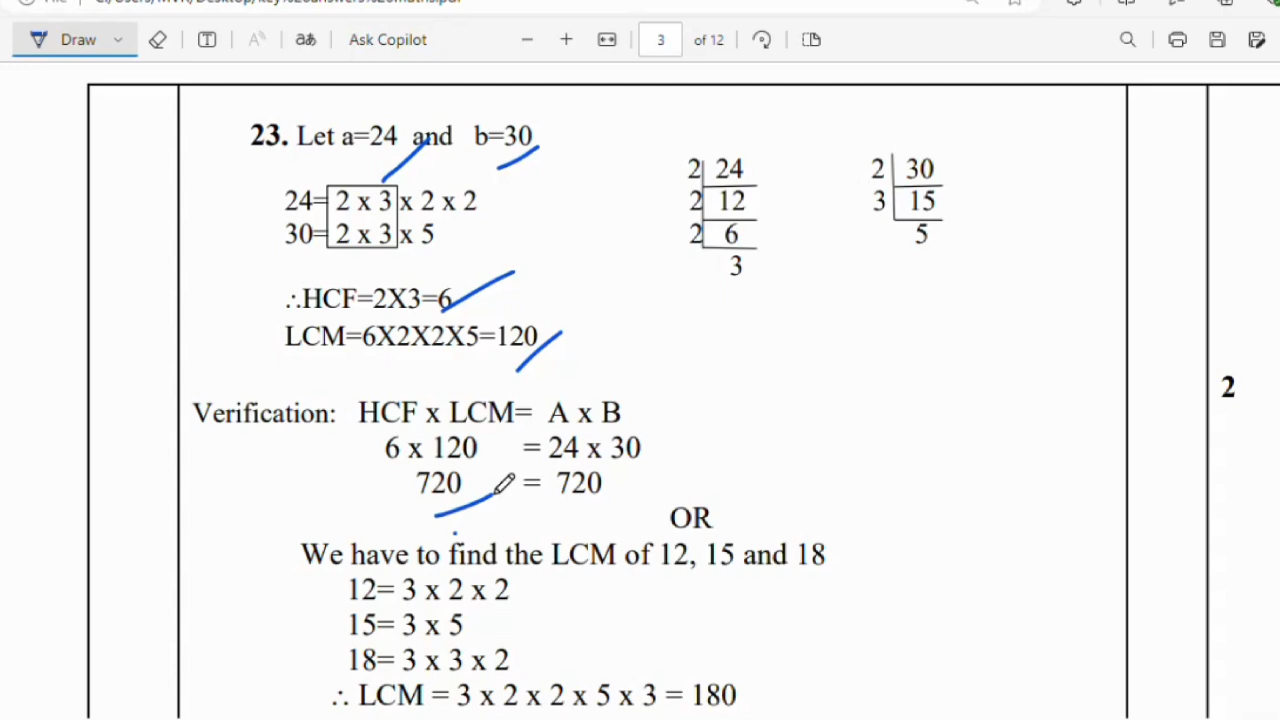 Draw
Ask Copilot
3 of 12
23. Let a=24 and b=30
24= 2 x 3 x 2 x 2
30= 2 x 3 x 5
2 24
2 12
2 6
3
2 30
3 15
5
∴HCF=2X3=6
LCM=6X2X2X5=120
2
Verification: HCF x LCM= A x B
6 x 120 = 24 x 30
720 = 720
OR
We have to find the LCM of 12, 15 and 18
12= 3 x 2 x 2
15= 3 x 5
18= 3 x 3 x 2
∴ LCM = 3 x 2 x 2 x 5 x 3 = 180